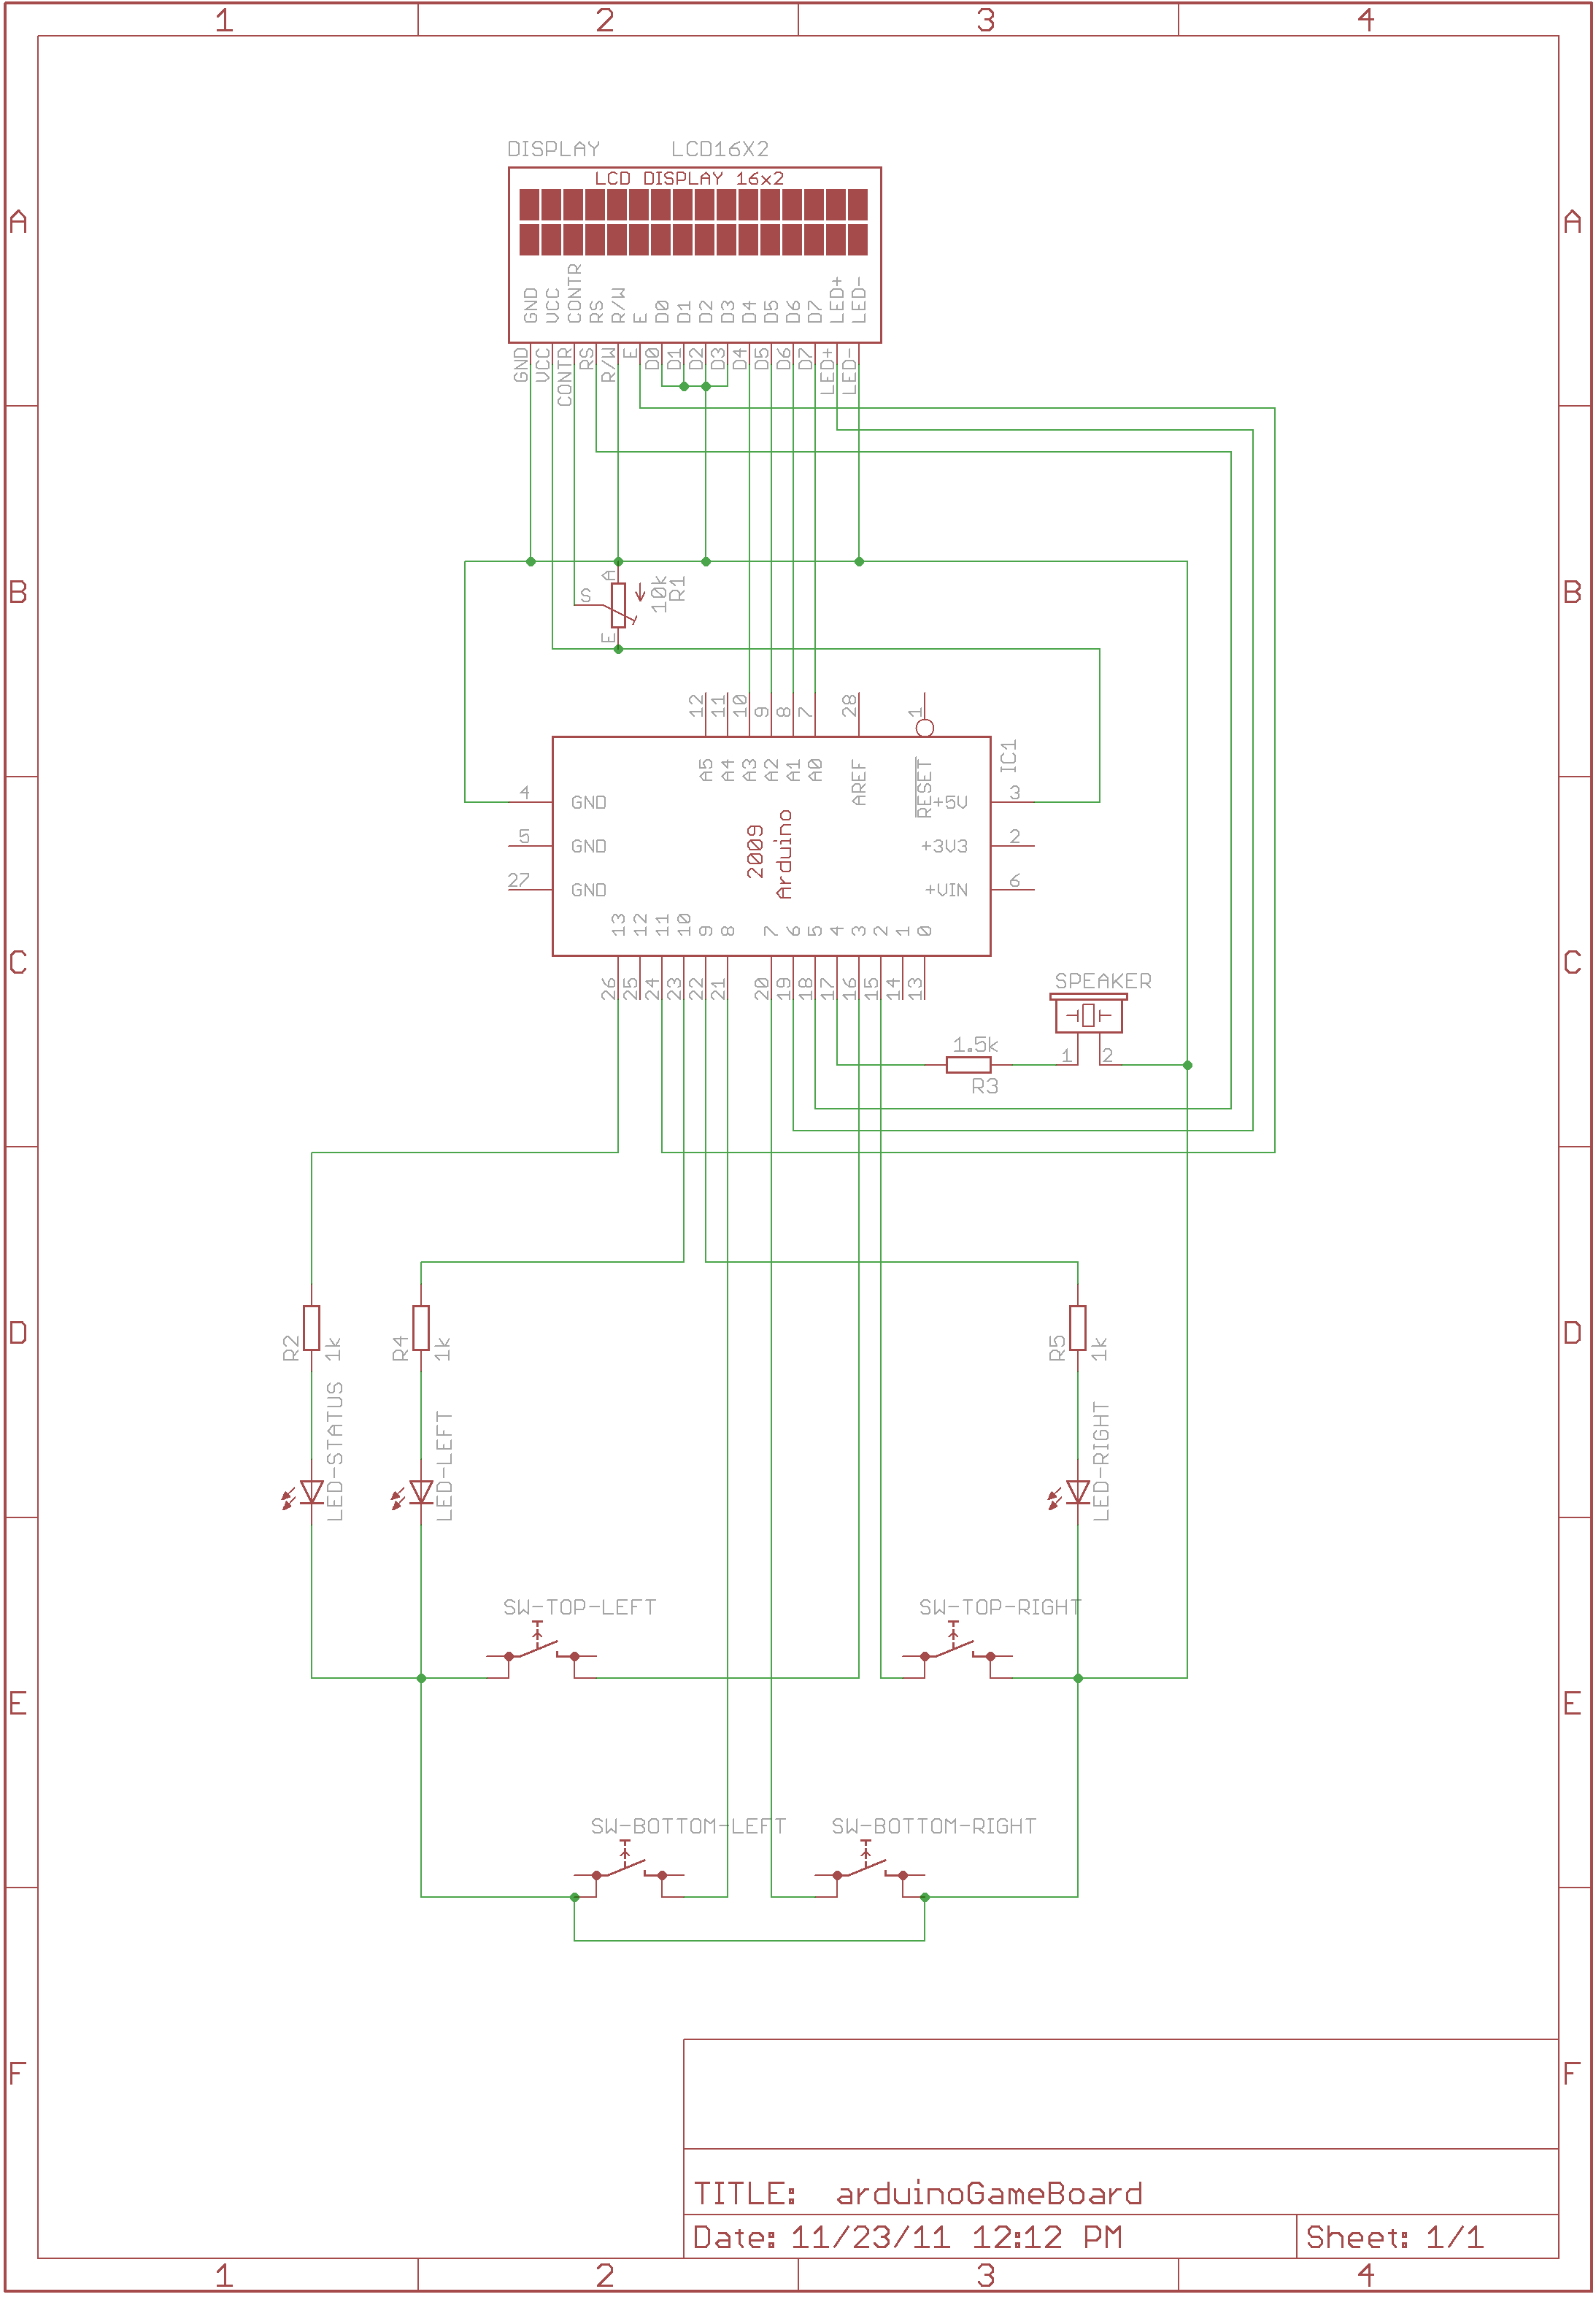 1 2 3 4
DISPLAY LCD16X2
LCD DISPLAY 16x2
A A
GND VCC CONTR RS R/W E D0 D1 D2 D3 D4 D5 D6 D7 LED+ LED-
GND VCC CONTR RS R/W E D0 D1 D2 D3 D4 D5 D6 D7 LED+ LED-
B B
A
S
E
10k
R1
12 11 10 9 8 7 28 1
A5 A4 A3 A2 A1 A0 AREF RESET
IC1
4 GND +5V 3
5 GND +3V3 2
27 GND +VIN 6
2009
Arduino
13 12 11 10 9 8 7 6 5 4 3 2 1 0
C C
26 25 24 23 22 21 20 19 18 17 16 15 14 13
SPEAKER
1.5k
1 2
R3
D D
R2 1k
R4 1k
R5 1k
LED-STATUS
LED-LEFT
LED-RIGHT
SW-TOP-LEFT SW-TOP-RIGHT
E E
SW-BOTTOM-LEFT SW-BOTTOM-RIGHT
F F
TITLE: arduinoGameBoard
Date: 11/23/11 12:12 PM Sheet: 1/1
1 2 3 4